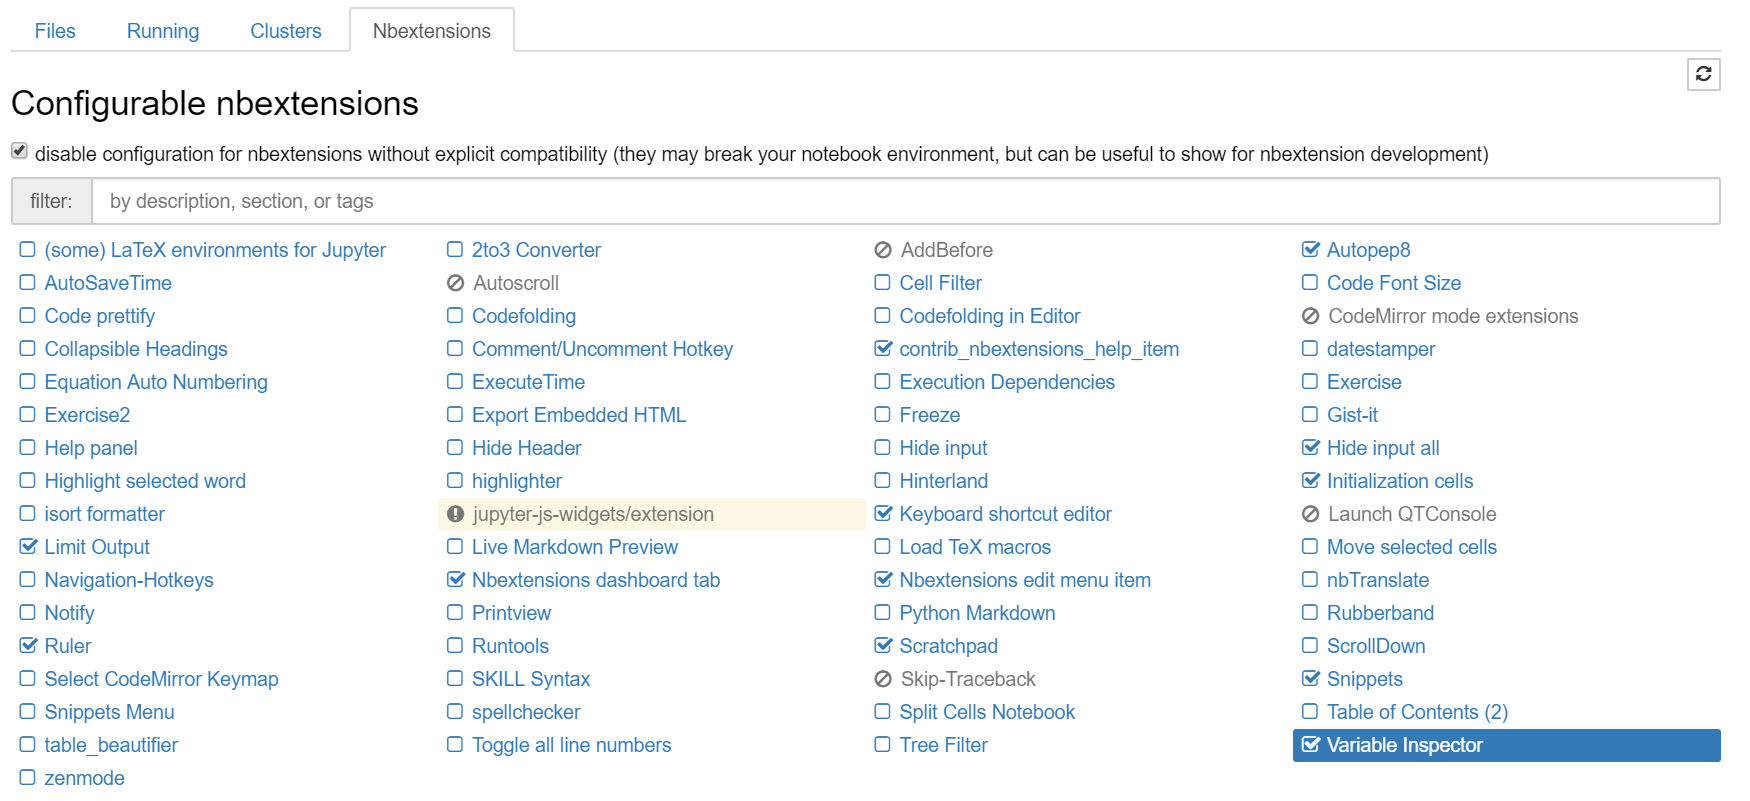 Files Running Clusters Nbextensions
Configurable nbextensions
disable configuration for nbextensions without explicit compatibility (they may break your notebook environment, but can be useful to show for nbextension development)
filter: by description, section, or tags
(some) LaTeX environments for Jupyter 2to3 Converter AddBefore Autopep8
AutoSaveTime Autoscroll Cell Filter Code Font Size
Code prettify Codefolding Codefolding in Editor CodeMirror mode extensions
Collapsible Headings Comment/Uncomment Hotkey contrib_nbextensions_help_item datestamper
Equation Auto Numbering ExecuteTime Execution Dependencies Exercise
Exercise2 Export Embedded HTML Freeze Gist-it
Help panel Hide Header Hide input Hide input all
Highlight selected word highlighter Hinterland Initialization cells
isort formatter jupyter-js-widgets/extension Keyboard shortcut editor Launch QTConsole
Limit Output Live Markdown Preview Load TeX macros Move selected cells
Navigation-Hotkeys Nbextensions dashboard tab Nbextensions edit menu item nbTranslate
Notify Printview Python Markdown Rubberband
Ruler Runtools Scratchpad ScrollDown
Select CodeMirror Keymap SKILL Syntax Skip-Traceback Snippets
Snippets Menu spellchecker Split Cells Notebook Table of Contents (2)
table_beautifier Toggle all line numbers Tree Filter Variable Inspector
zenmode